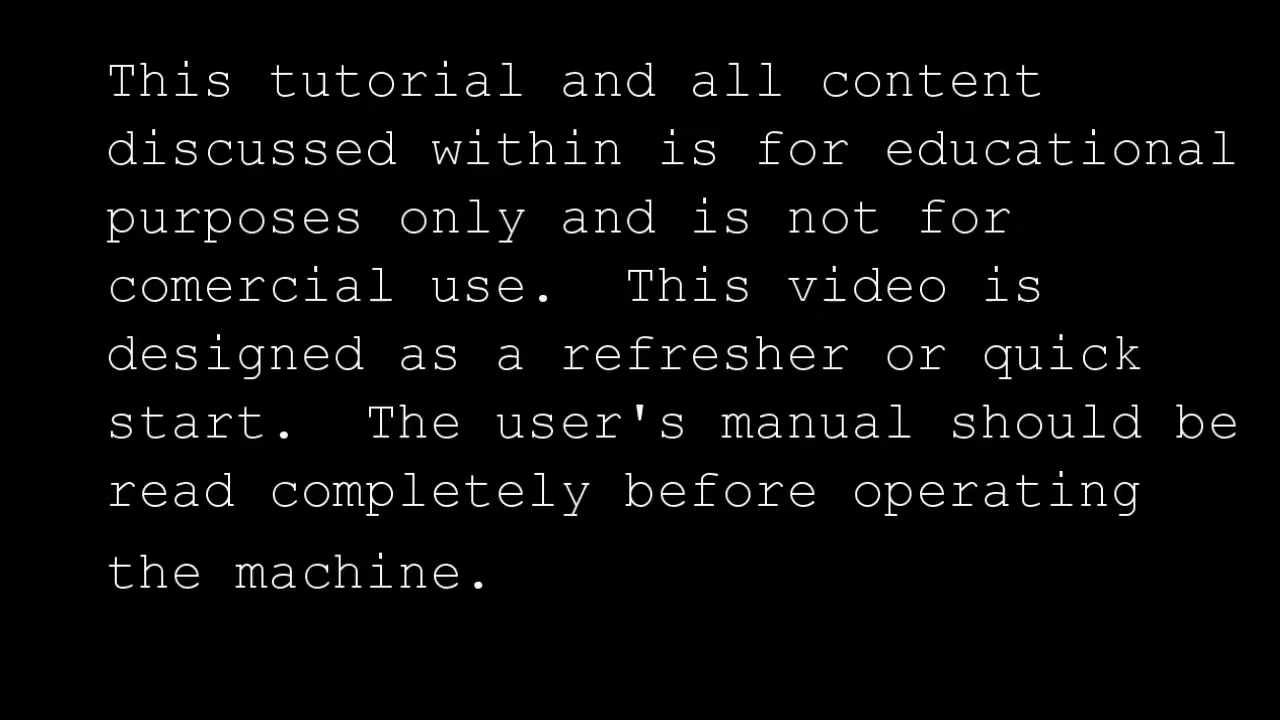 This tutorial and all content
discussed within is for educational
purposes only and is not for
comercial use.  This video is
designed as a refresher or quick
start.  The user's manual should be
read completely before operating
the machine.